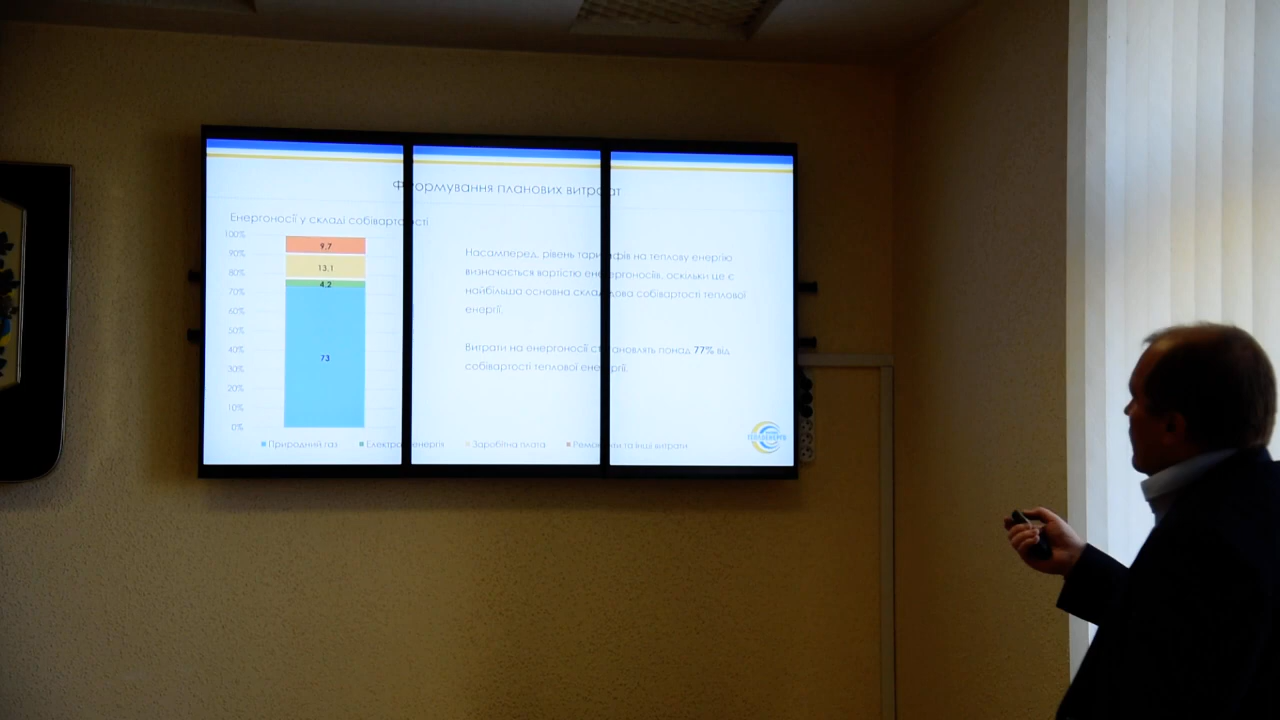 Формування планових витрат
Енергоносії у складі собівартості
100%
90%
80%
70%
60%
50%
40%
30%
20%
10%
0%
9,7
13,1
4,2
73
Насамперед, рівень тарифів на теплову енергію
визначається вартістю енергоносіїв, оскільки це є
найбільша основна складова собівартості теплової
енергії.
Витрати на енергоносії становлять понад 77% від
собівартості теплової енергії.
Природний газ
Електроенергія
Заробітна плата
Ремонти та інші витрати
ТЕПЛОЕНЕРГІЯ